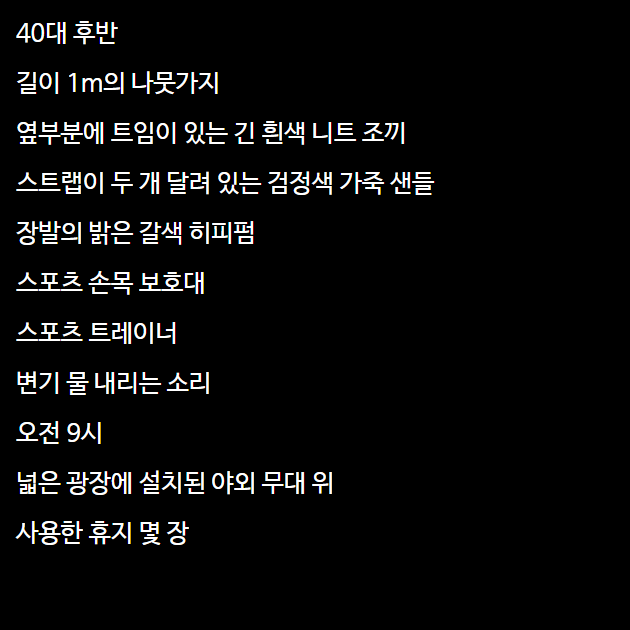 40대 후반
길이 1m의 나뭇가지
옆부분에 트임이 있는 긴 흰색 니트 조끼
스트랩이 두 개 달려 있는 검정색 가죽 샌들
장발의 밝은 갈색 히피펌
스포츠 손목 보호대
스포츠 트레이너
변기 물 내리는 소리
오전 9시
넓은 광장에 설치된 야외 무대 위
사용한 휴지 몇 장